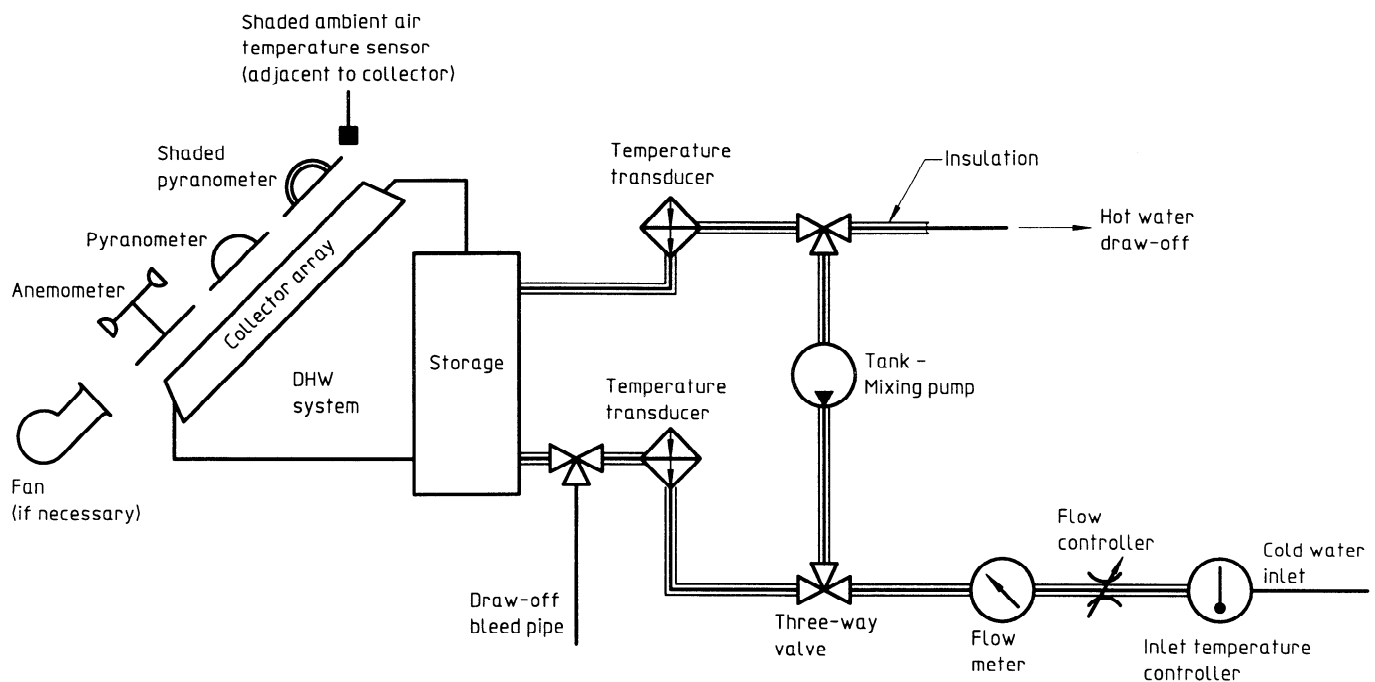 Shaded ambient air
temperature sensor
(adjacent to collector)
Shaded
pyranometer
Pyranometer
Anemometer
Collector array
Fan
(if necessary)
DHW
system
Storage
Temperature
transducer
Insulation
Hot water
draw-off
Tank -
Mixing pump
Temperature
transducer
Draw-off
bleed pipe
Three-way
valve
Flow
meter
Flow
controller
Cold water
inlet
Inlet temperature
controller